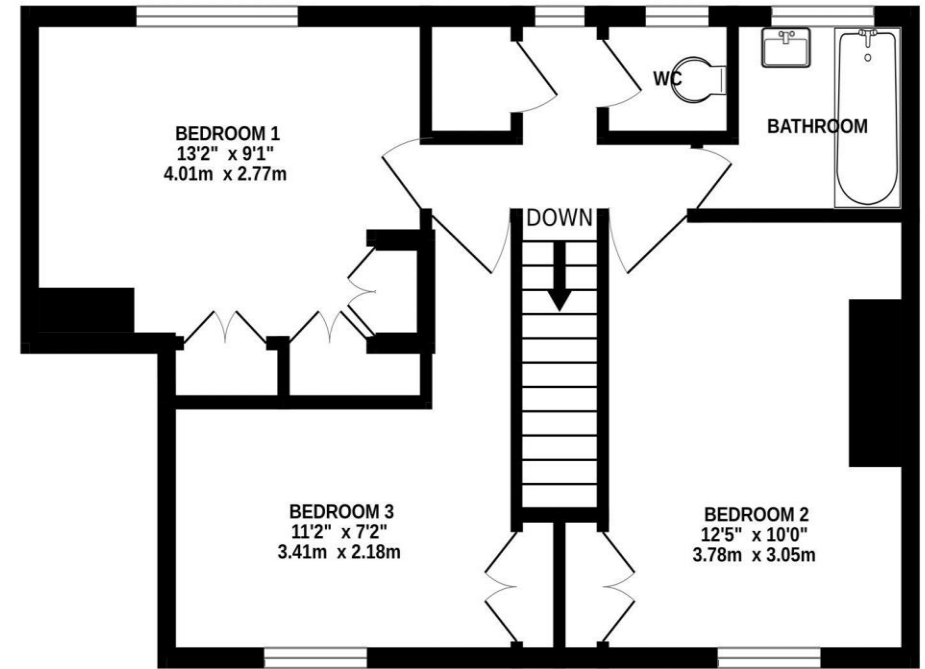 BEDROOM 1
13'2" x 9'1"
4.01m x 2.77m
WC
BATHROOM
DOWN
BEDROOM 3
11'2" x 7'2"
3.41m x 2.18m
BEDROOM 2
12'5" x 10'0"
3.78m x 3.05m